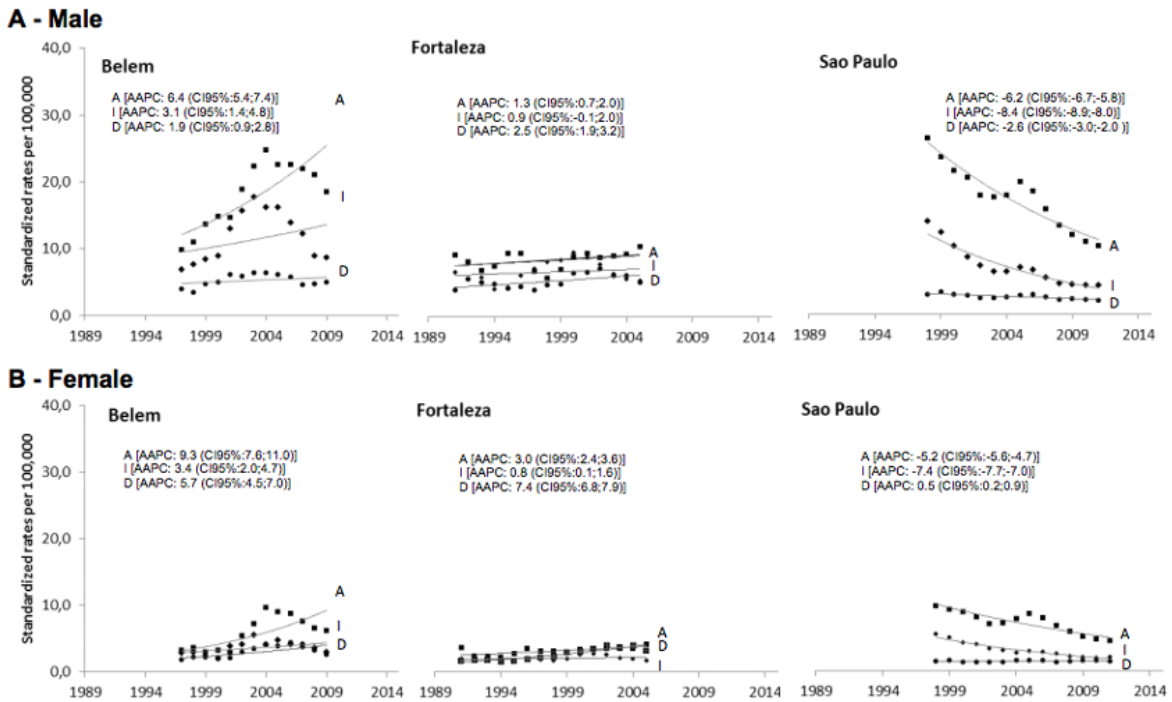 A - Male
Standardized rates per 100,000
40,0
30,0
20,0
10,0
0,0
Belem
A [AAPC: 6.4 (CI95%:5.4;7.4)]
I [AAPC: 3.1 (CI95%:1.4;4.8)]
D [AAPC: 1.9 (CI95%:0.9;2.8)]
A
I
D
1989 1994 1999 2004 2009 2014
Fortaleza
A [AAPC: 1.3 (CI95%:0.7;2.0)]
I [AAPC: 0.9 (CI95%:-0.1;2.0)]
D [AAPC: 2.5 (CI95%:1.9;3.2)]
A
I
D
1989 1994 1999 2004 2009 2014
Sao Paulo
A [AAPC: -6.2 (CI95%:-6.7;-5.8)]
I [AAPC: -8.4 (CI95%:-8.9;-8.0)]
D [AAPC: -2.6 (CI95%:-3.0;-2.0 )]
A
I
D
1989 1994 1999 2004 2009 2014
B - Female
Standardized rates per 100,000
40,0
30,0
20,0
10,0
0,0
Belem
A [AAPC: 9.3 (CI95%:7.6;11.0)]
I [AAPC: 3.4 (CI95%:2.0;4.7)]
D [AAPC: 5.7 (CI95%:4.5;7.0)]
A
I
D
1989 1994 1999 2004 2009 2014
Fortaleza
A [AAPC: 3.0 (CI95%:2.4;3.6)]
I [AAPC: 0.8 (CI95%:0.1;1.6)]
D [AAPC: 7.4 (CI95%:6.8;7.9)]
A
D
I
1989 1994 1999 2004 2009 2014
Sao Paulo
A [AAPC: -5.2 (CI95%:-5.6;-4.7)]
I [AAPC: -7.4 (CI95%:-7.7;-7.0)]
D [AAPC: 0.5 (CI95%:0.2;0.9)]
A
I
D
1989 1994 1999 2004 2009 2014